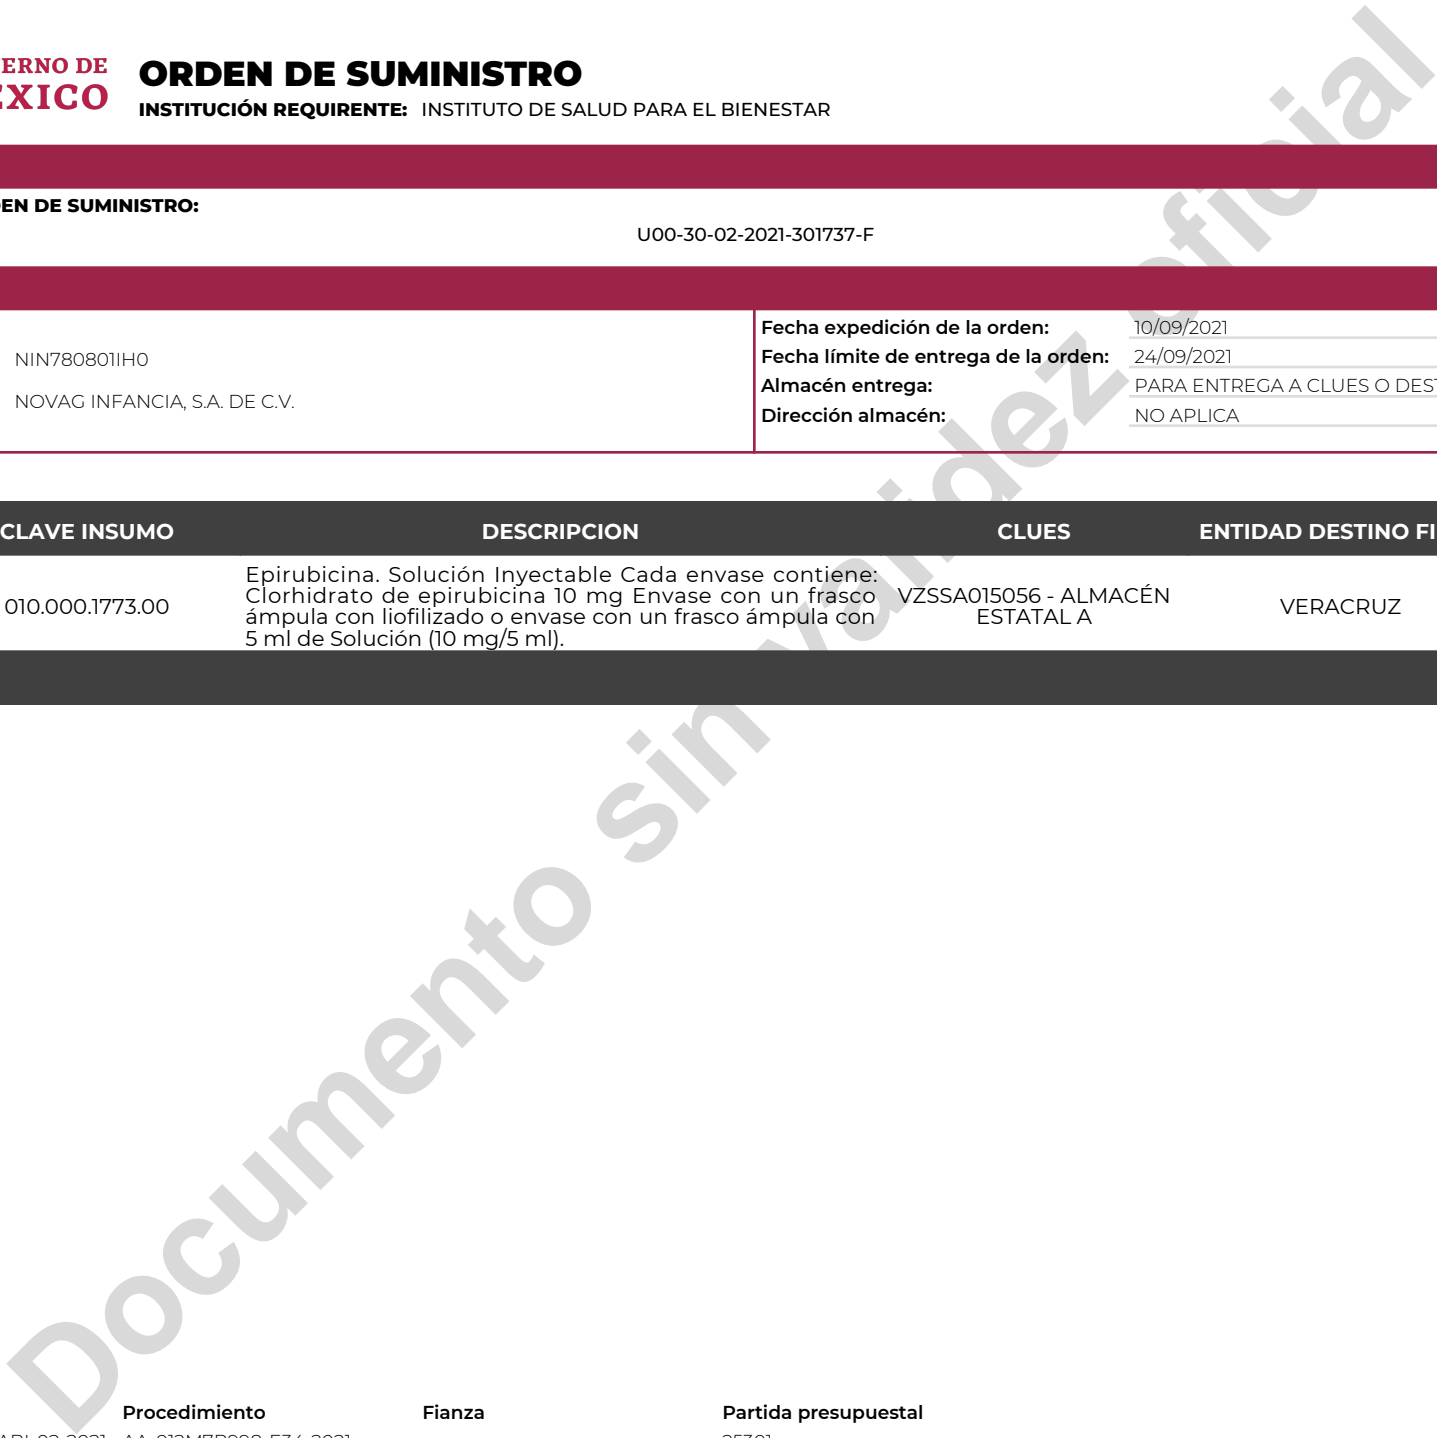 ERNO DE
EXICO
ORDEN DE SUMINISTRO
INSTITUCIÓN REQUIRENTE: INSTITUTO DE SALUD PARA EL BIENESTAR
EN DE SUMINISTRO:
U00-30-02-2021-301737-F
NIN780801IH0
NOVAG INFANCIA, S.A. DE C.V.
Fecha expedición de la orden: 10/09/2021
Fecha límite de entrega de la orden: 24/09/2021
Almacén entrega: PARA ENTREGA A CLUES O DEST
Dirección almacén: NO APLICA
CLAVE INSUMO DESCRIPCION CLUES ENTIDAD DESTINO FI
010.000.1773.00
Epirubicina. Solución Inyectable Cada envase contiene:
Clorhidrato de epirubicina 10 mg Envase con un frasco
ámpula con liofilizado o envase con un frasco ámpula con
5 ml de Solución (10 mg/5 ml).
VZSSA015056 - ALMACÉN
ESTATAL A
VERACRUZ
Documento sin validez oficial
Procedimiento Fianza Partida presupuestal